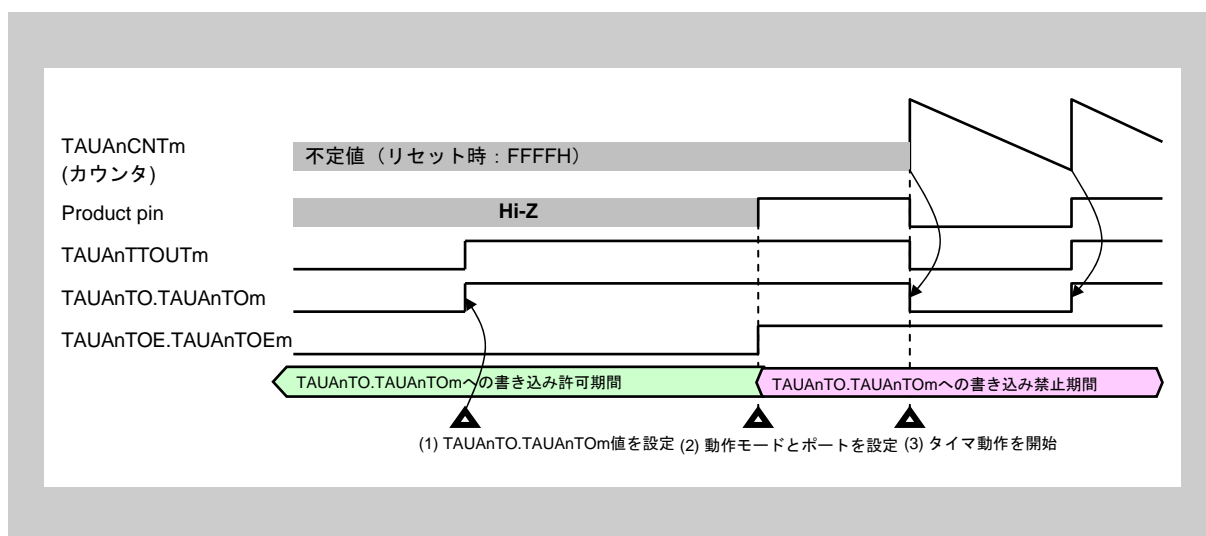 TAUAnCNTm
(カウンタ)
不定値（リセット時：FFFFH）
Product pin
Hi-Z
TAUAnTTOUTm
TAUAnTO.TAUAnTOm
TAUAnTOE.TAUAnTOEm
TAUAnTO.TAUAnTOmへの書き込み許可期間
TAUAnTO.TAUAnTOmへの書き込み禁止期間
(1) TAUAnTO.TAUAnTOm値を設定
(2) 動作モードとポートを設定
(3) タイマ動作を開始